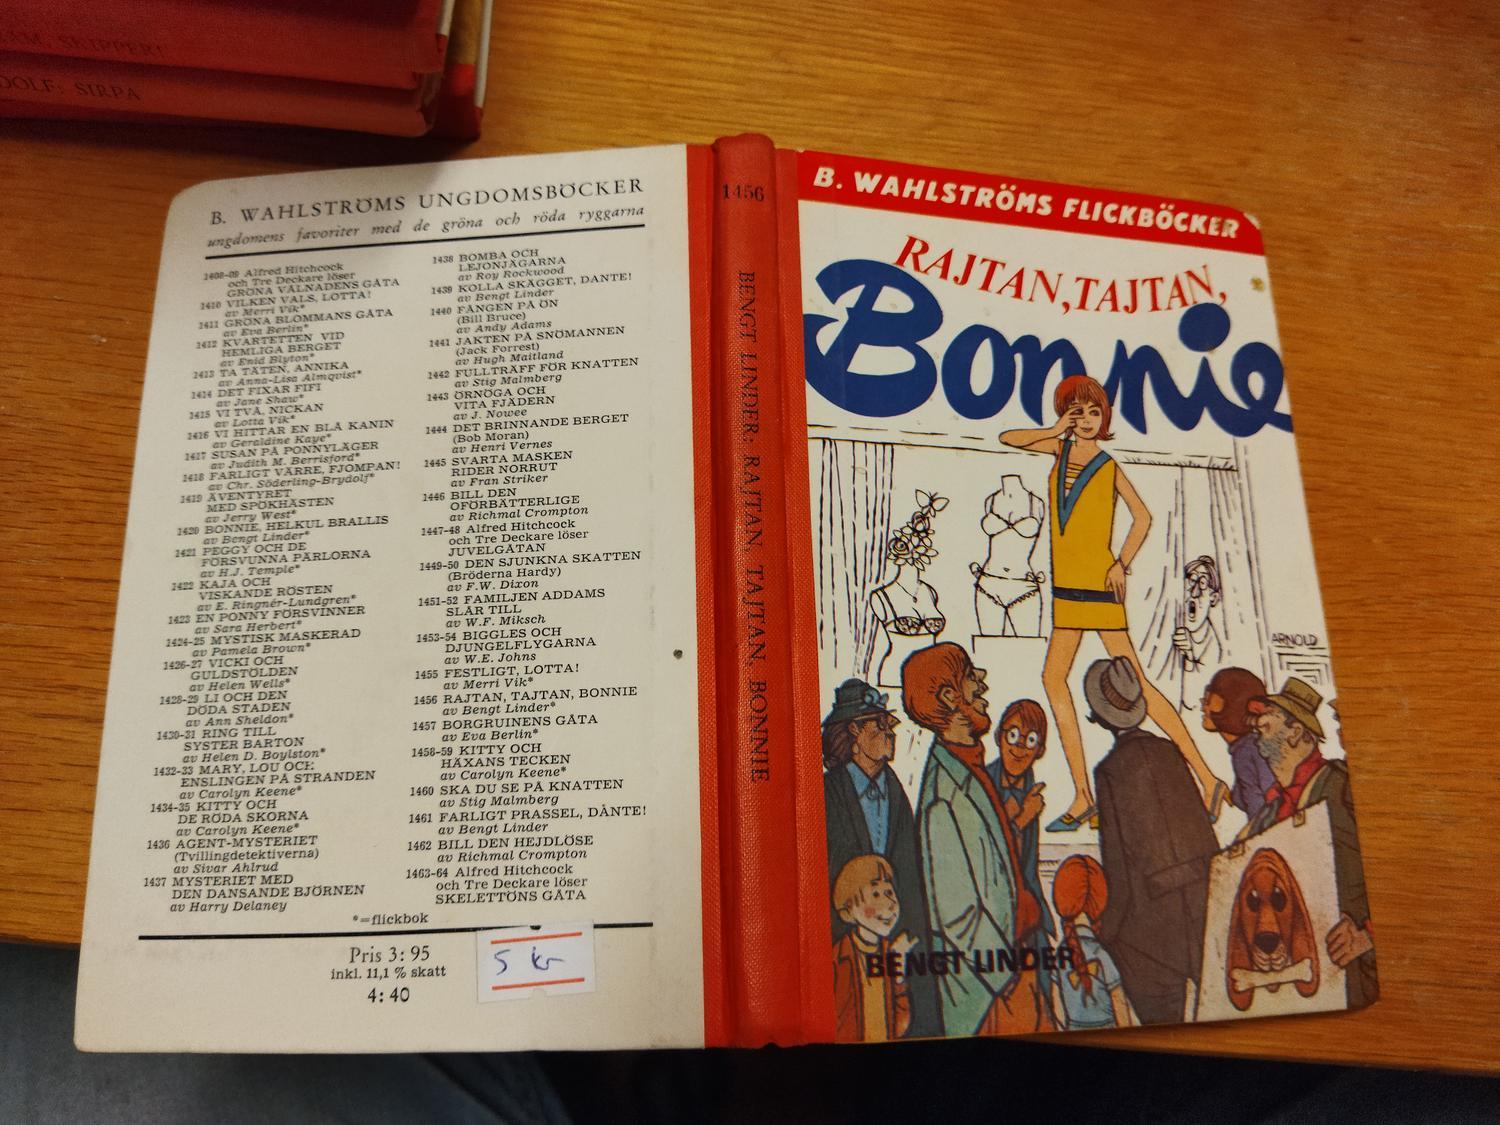 SKIPPER!
DOLF: SIRPA
B. WAHLSTRÖMS UNGDOMSBÖCKER
ungdomens favoriter med de gröna och röda ryggarna
1408-09 Alfred Hitchcock
och Tre Deckare löser
GRÖNA VÅLNADENS GÅTA
1410 VILKEN VALS, LOTTA!
av Merri Vik*
1411 GRÖNA BLOMMANS GÅTA
av Eva Berlin*
1412 KVARTETTEN VID
HEMLIGA BERGET
av Enid Blyton*
1413 TA TÄTEN, ANNIKA
av Anna-Lisa Almqvist*
1414 DET FIXAR FIFI
av Jane Shaw*
1415 VI TVÅ, NICKAN
av Lotta Vik*
1416 VI HITTAR EN BLÅ KANIN
av Geraldine Kaye*
1417 SUSAN PÅ PONNYLÄGER
av Judith M. Berrisford*
1418 FARLIGT VÄRRE, FJOMPAN!
av Chr. Söderling-Brydolf*
1419 ÄVENTYRET
MED SPÖKHÄSTEN
av Jerry West*
1420 BONNIE, HELKUL BRALLIS
av Bengt Linder*
1421 PEGGY OCH DE
FÖRSVUNNA PÄRLORNA
av H.J. Temple*
1422 KAJA OCH
VISKANDE RÖSTEN
av E. Ringnér-Lundgren*
1423 EN PONNY FÖRSVINNER
av Sara Herbert*
1424-25 MYSTISK MASKERAD
av Pamela Brown*
1426-27 VICKI OCH
GULDSTÖLDEN
av Helen Wells*
1428-29 LI OCH DEN
DÖDA STADEN
av Ann Sheldon*
1430-31 RING TILL
SYSTER BARTON
av Helen D. Boylston*
1432-33 MARY, LOU OCH
ENSLINGEN PÅ STRANDEN
av Carolyn Keene*
1434-35 KITTY OCH
DE RÖDA SKORNA
av Carolyn Keene*
1436 AGENT-MYSTERIET
(Tvillingdetektiverna)
av Sivar Ahlrud
1437 MYSTERIET MED
DEN DANSANDE BJÖRNEN
av Harry Delaney
1438 BOMBA OCH
LEJONJÄGARNA
av Roy Rockwood
1439 KOLLA SKÄGGET, DANTE!
av Bengt Linder
1440 FÅNGEN PÅ ÖN
(Bill Bruce)
av Andy Adams
1441 JAKTEN PÅ SNÖMANNEN
(Jack Forrest)
av Hugh Maitland
1442 FULLTRÄFF FÖR KNATTEN
av Stig Malmberg
1443 ÖRNÖGA OCH
VITA FJÄDERN
av J. Nowee
1444 DET BRINNANDE BERGET
(Bob Moran)
av Henri Vernes
1445 SVARTA MASKEN
RIDER NORRUT
av Fran Striker
1446 BILL DEN
OFÖRBÄTTERLIGE
av Richmal Crompton
1447-48 Alfred Hitchcock
och Tre Deckare löser
JUVELGÅTAN
1449-50 DEN SJUNKNA SKATTEN
(Bröderna Hardy)
av F.W. Dixon
1451-52 FAMILJEN ADDAMS
SLÅR TILL
av W.F. Miksch
1453-54 BIGGLES OCH
DJUNGELFLYGARNA
av W.E. Johns
1455 FESTLIGT, LOTTA!
av Merri Vik*
1456 RAJTAN, TAJTAN, BONNIE
av Bengt Linder*
1457 BORGRUINENS GÅTA
av Eva Berlin*
1458-59 KITTY OCH
HÄXANS TECKEN
av Carolyn Keene*
1460 SKA DU SE PÅ KNATTEN
av Stig Malmberg
1461 FARLIGT PRASSEL, DANTE!
av Bengt Linder
1462 BILL DEN HEJDLÖSE
av Richmal Crompton
1463-64 Alfred Hitchcock
och Tre Deckare löser
SKELETTÖNS GÅTA
*=flickbok
Pris 3:95
inkl. 11,1 % skatt
4:40
5 kr
1456
BENGT LINDER: RAJTAN, TAJTAN, BONNIE
B. WAHLSTRÖMS FLICKBÖCKER
RAJTAN, TAJTAN,
Bonnie
ARNOLD
BENGT LINDER